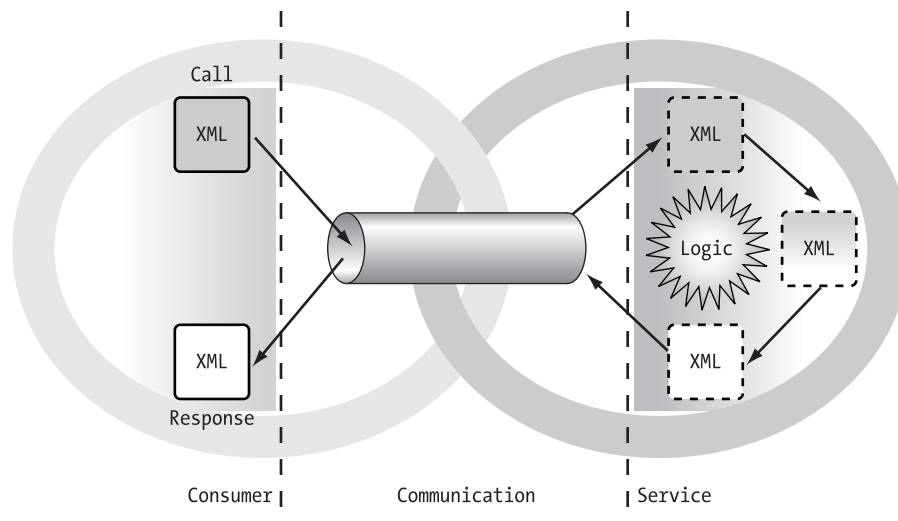 Call
XML
XML
Logic
XML
XML
XML
Response
Consumer
Communication
Service